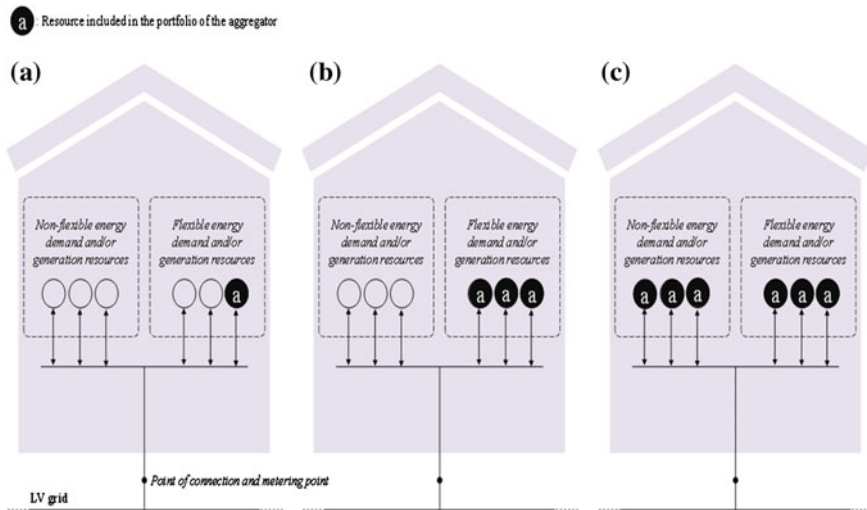 a : Resource included in the portfolio of the aggregator
(a)
(b)
(c)
Non-flexible energy
demand and/or
generation resources
Flexible energy
demand and/or
generation resources
a
Non-flexible energy
demand and/or
generation resources
Flexible energy
demand and/or
generation resources
a a a
Non-flexible energy
demand and/or
generation resources
Flexible energy
demand and/or
generation resources
a a a
a a a
Point of connection and metering point
LV grid